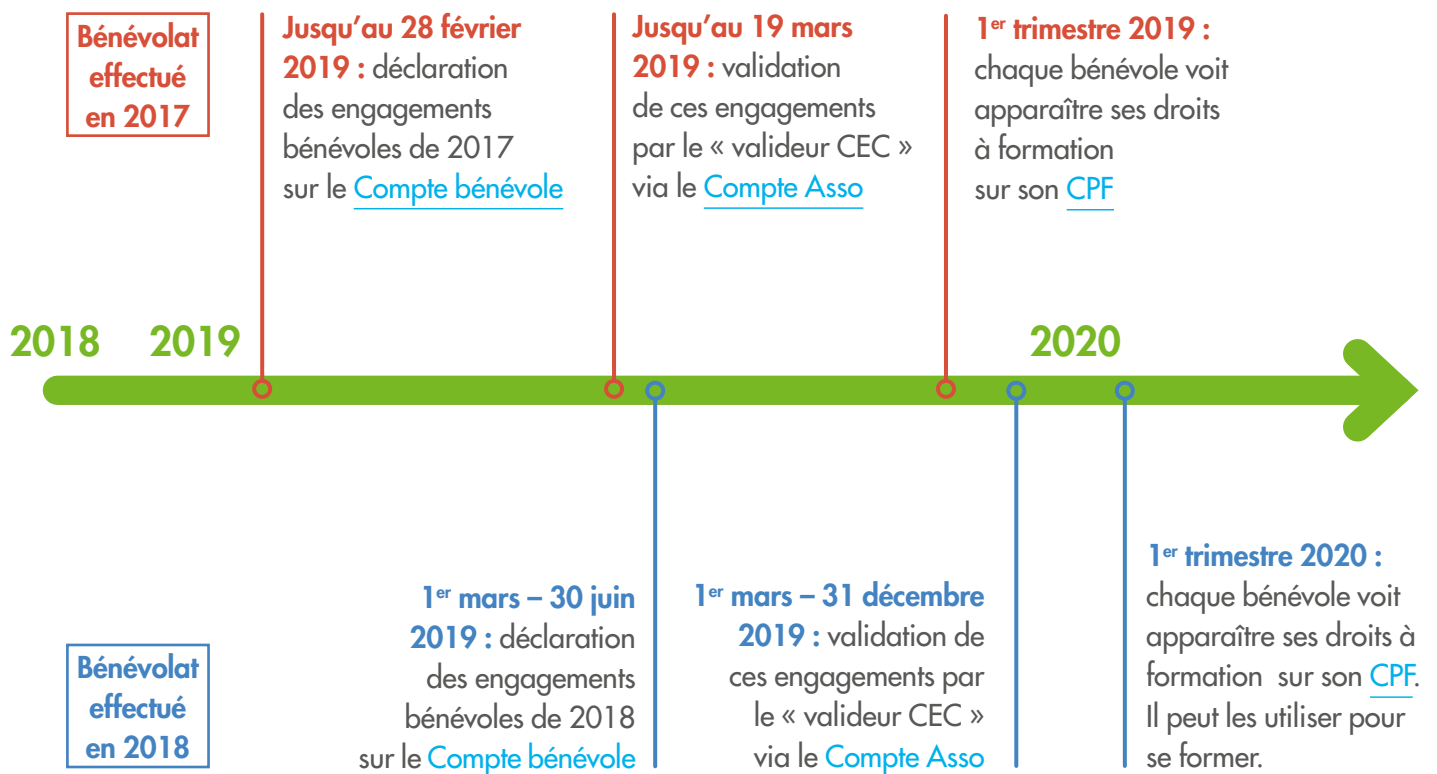 Bénévolat
effectué
en 2017
Jusqu’au 28 février
2019 : déclaration
des engagements
bénévoles de 2017
sur le Compte bénévole
Jusqu’au 19 mars
2019 : validation
de ces engagements
par le « valideur CEC »
via le Compte Asso
1er trimestre 2019 :
chaque bénévole voit
apparaître ses droits
à formation
sur son CPF
2018 2019 2020
Bénévolat
effectué
en 2018
1er mars – 30 juin
2019 : déclaration
des engagements
bénévoles de 2018
sur le Compte bénévole
1er mars – 31 décembre
2019 : validation de
ces engagements par
le « valideur CEC »
via le Compte Asso
1er trimestre 2020 :
chaque bénévole voit
apparaître ses droits à
formation sur son CPF.
Il peut les utiliser pour
se former.